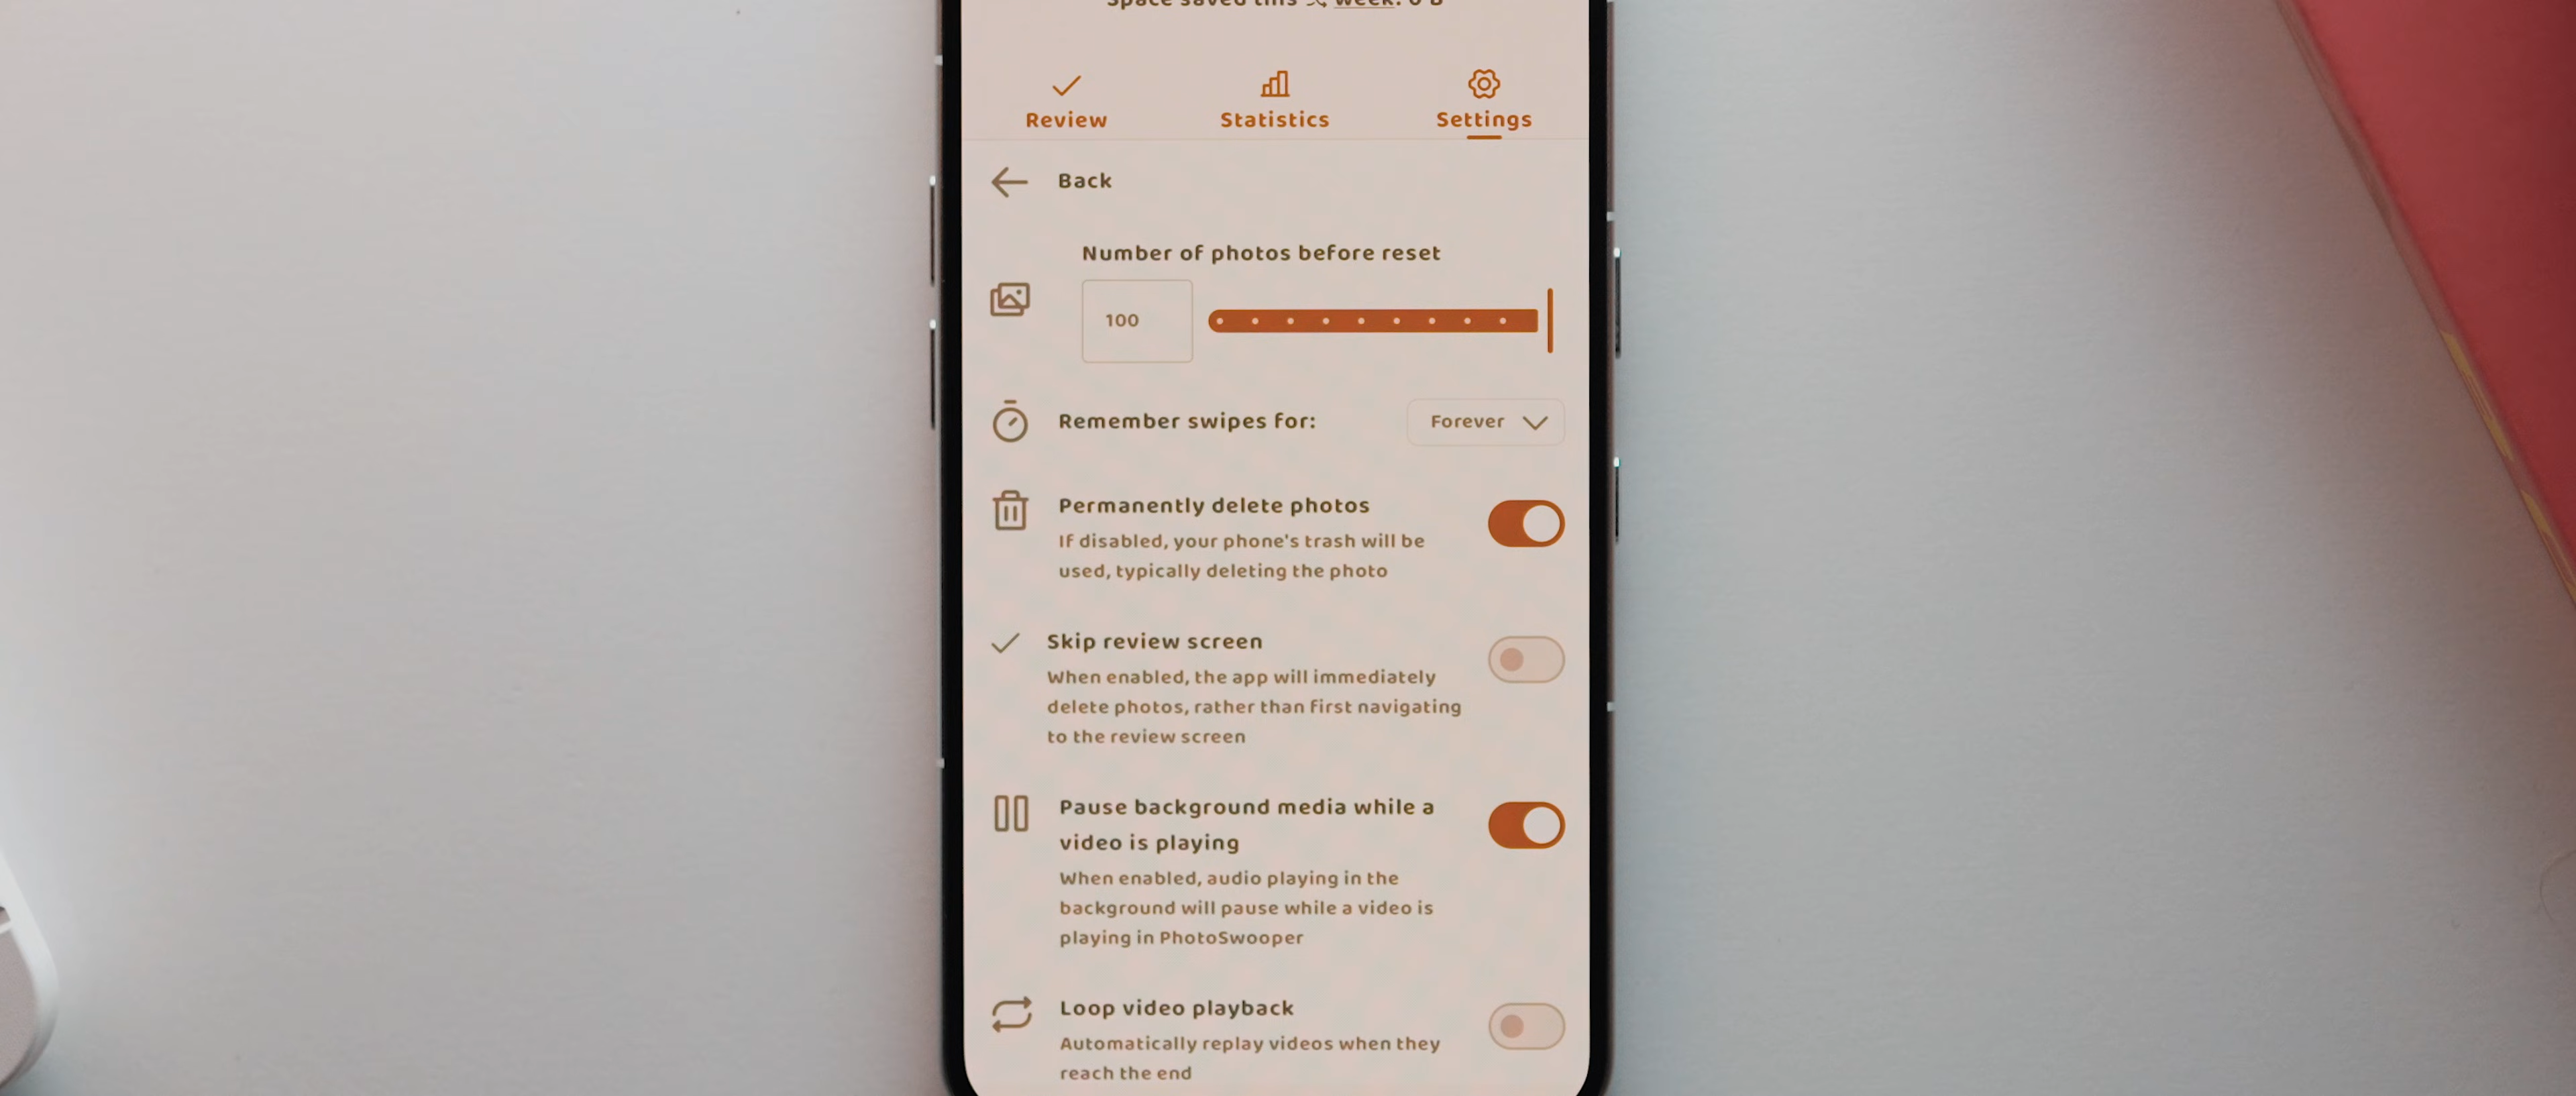 Space saved this week: 0 B
Review
Statistics
Settings
Back
Number of photos before reset
100
Remember swipes for:
Forever
Permanently delete photos
If disabled, your phone's trash will be
used, typically deleting the photo
Skip review screen
When enabled, the app will immediately
delete photos, rather than first navigating
to the review screen
Pause background media while a
video is playing
When enabled, audio playing in the
background will pause while a video is
playing in PhotoSwooper
Loop video playback
Automatically replay videos when they
reach the end